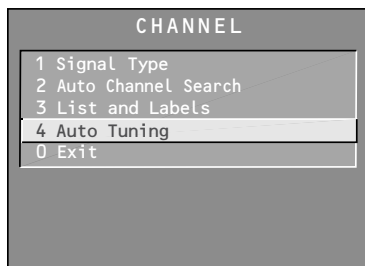 CHANNEL
1 Signal Type
2 Auto Channel Search
3 List and Labels
4 Auto Tuning
0 Exit